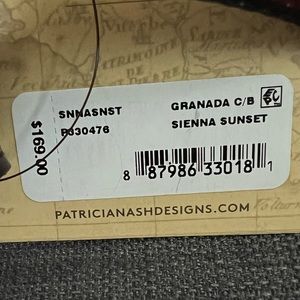 SNNASNST
P330476
GRANADA C/B
SIENNA SUNSET
$169.00
8 87986 33018 1
PATRICIANASHDESIGNS.COM